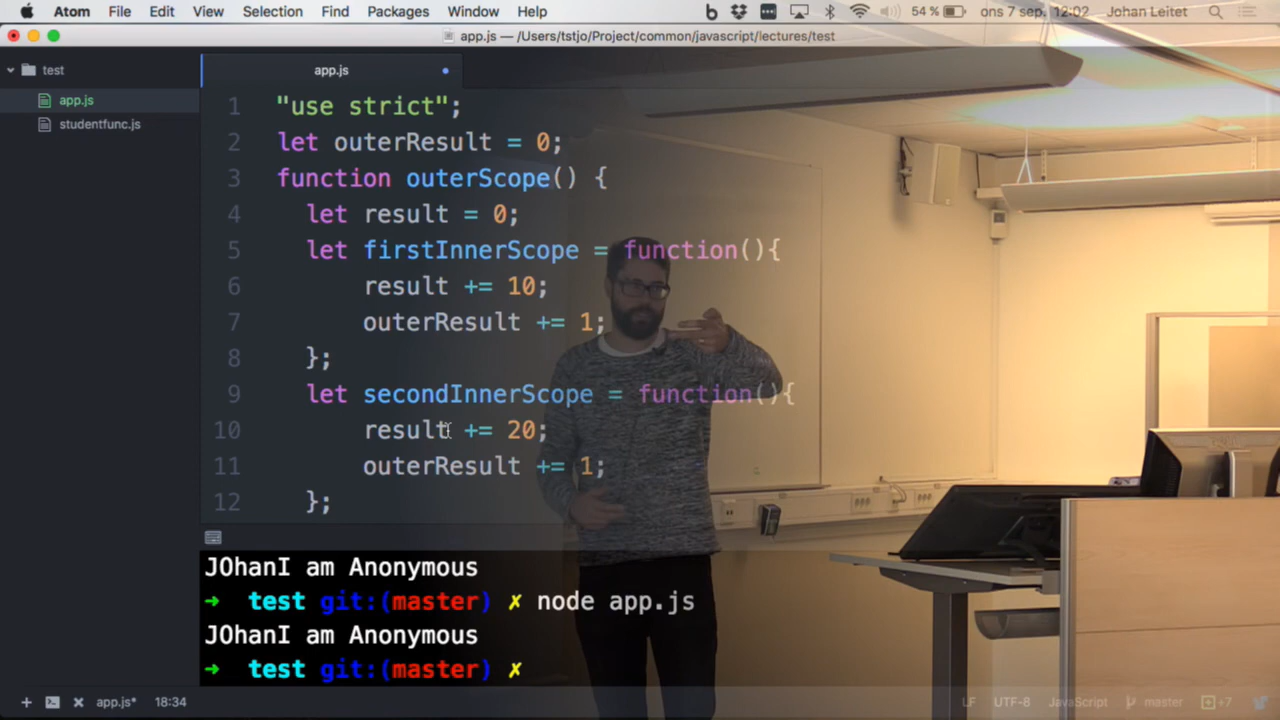 Atom File Edit View Selection Find Packages Window Help 54 % ons 7 sep. 12:02 Johan Leitet
app.js — /Users/tstjo/Project/common/javascript/lectures/test
test
app.js
app.js
studentfunc.js
1 "use strict";
2 let outerResult = 0;
3 function outerScope() {
4 let result = 0;
5 let firstInnerScope = function(){
6 result += 10;
7 outerResult += 1;
8 };
9 let secondInnerScope = function(){
10 result += 20;
11 outerResult += 1;
12 };
JOhanI am Anonymous
➜ test git:(master) ✗ node app.js
JOhanI am Anonymous
➜ test git:(master) ✗
app.js* 18:34 LF UTF-8 JavaScript master +7